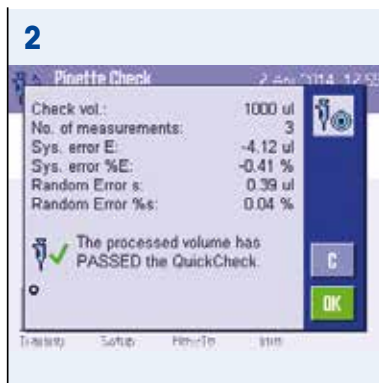 2
Pipette Check
Check vol.: 1000 ul
No. of measurements: 3
Sys. error E: -4.12 ul
Sys. error %E: -0.41 %
Random Error s: 0.39 ul
Random Error %s: 0.04 %
The processed volume has
PASSED the QuickCheck.
C
OK